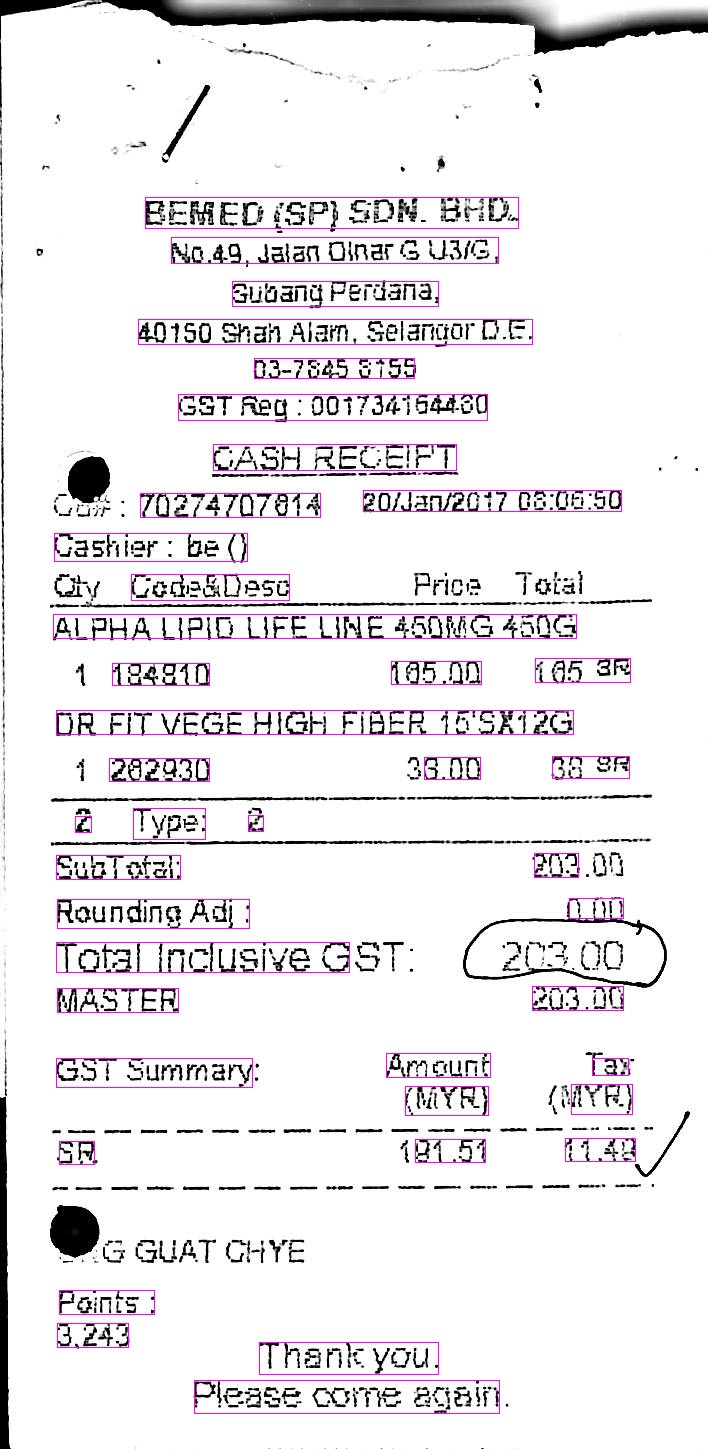 BEMED (SP) SDN. BHD.
No.49, Jalan Dinar G U3/G,
Subang Perdana,
40150 Shah Alam, Selangor D.E.
03-7845 8155
GST Reg : 001734164480
CASH RECEIPT
: 70274707814 20/Jan/2017 08:06:50
Cashier : be ()
Qty Code&Desc Price Total
ALPHA LIPID LIFE LINE 450MG 450G
1 184810 165.00 165 SR
DR FIT VEGE HIGH FIBER 15'SX12G
1 262930 38.00 38 SR
2 Type: 2
SubTotal: 203.00
Rounding Adj : 0.00
Total Inclusive GST: 203.00
MASTER 203.00
GST Summary: Amount Tax
(MYR) (MYR)
SR 191.51 11.49
GUAT CHYE
Points :
3,243
Thank you.
Please come again.